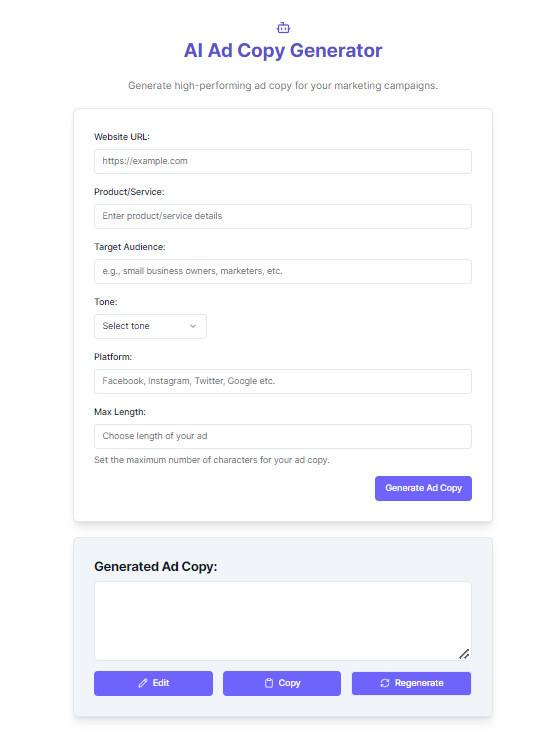 AI Ad Copy Generator
Generate high-performing ad copy for your marketing campaigns.
Website URL:
https://example.com
Product/Service:
Enter product/service details
Target Audience:
e.g., small business owners, marketers, etc.
Tone:
Select tone
Platform:
Facebook, Instagram, Twitter, Google etc.
Max Length:
Choose length of your ad
Set the maximum number of characters for your ad copy.
Generate Ad Copy
Generated Ad Copy:
Edit
Copy
Regenerate